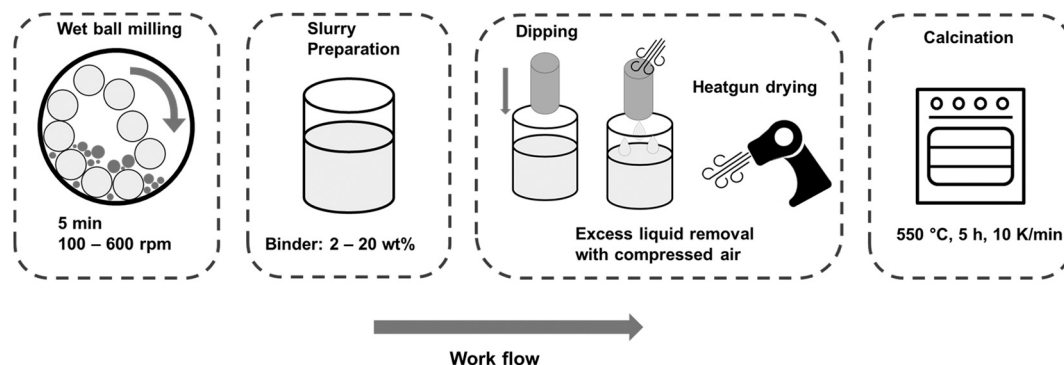 Wet ball milling
5 min
100 – 600 rpm
Slurry
Preparation
Binder: 2 – 20 wt%
Dipping
Heatgun drying
Excess liquid removal
with compressed air
Calcination
550 °C, 5 h, 10 K/min
Work flow